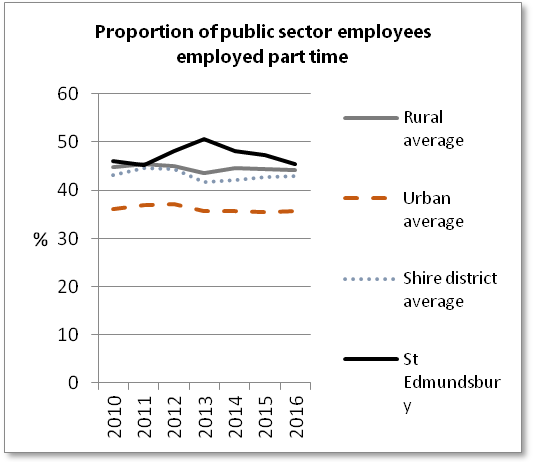 Proportion of public sector employees
employed part time
60
50
40
30
20
10
0
%
2010
2011
2012
2013
2014
2015
2016
Rural
average
Urban
average
Shire district
average
St
Edmundsbur
y